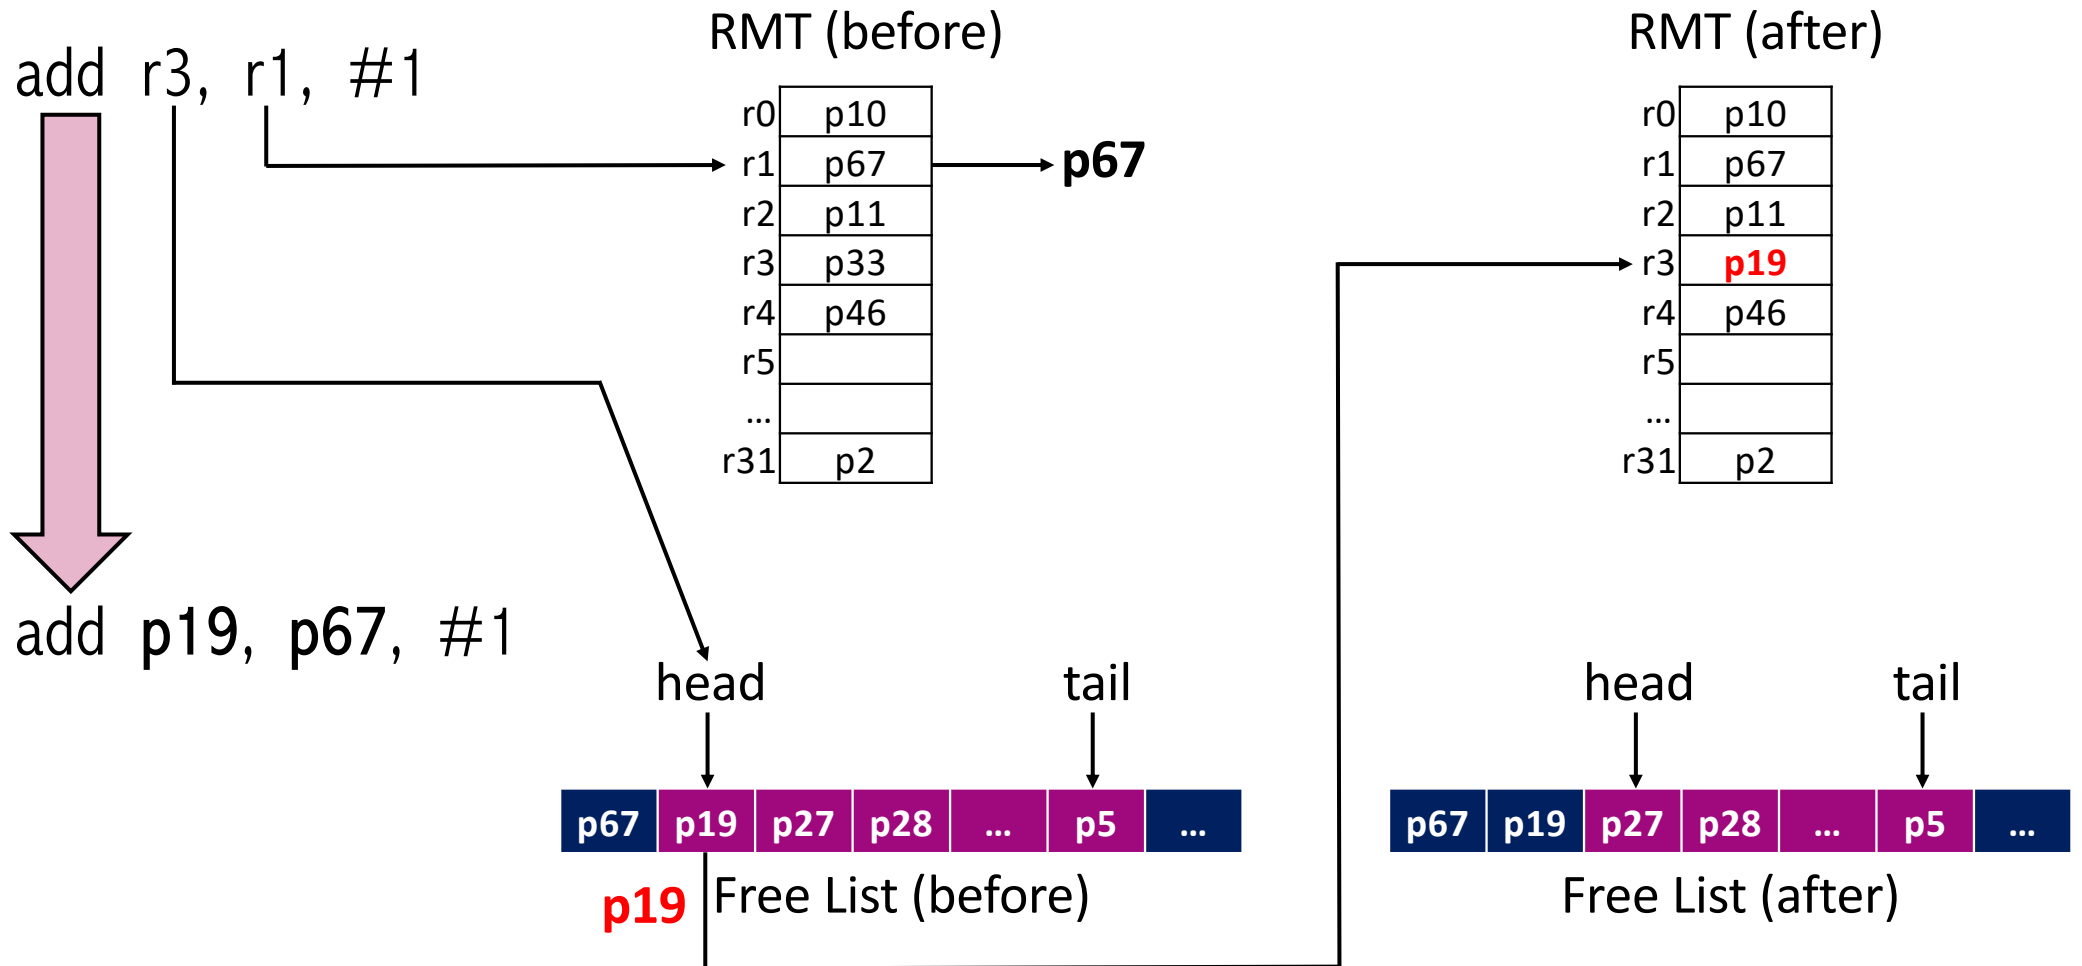 RMT (before)
RMT (after)
add r3, r1, #1
r0 p10
r1 p67
r2 p11
r3 p33
r4 p46
r5
...
r31 p2
p67
r0 p10
r1 p67
r2 p11
r3 p19
r4 p46
r5
...
r31 p2
add p19, p67, #1
head tail
p67 p19 p27 p28 ... p5 ...
p19
Free List (before)
head tail
p67 p19 p27 p28 ... p5 ...
Free List (after)